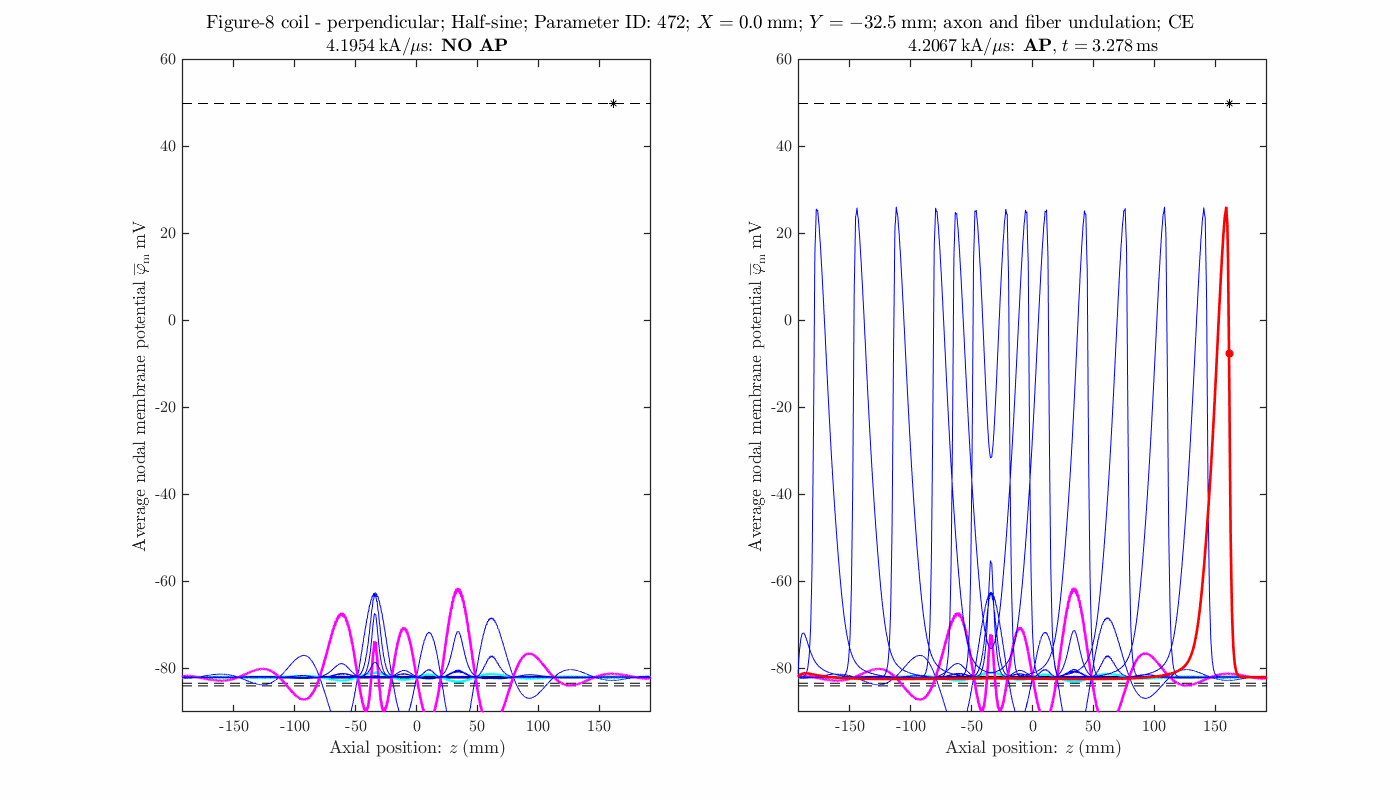 Figure-8 coil - perpendicular; Half-sine; Parameter ID: 472; X = 0.0 mm; Y = −32.5 mm; axon and fiber undulation; CE
4.1954 kA/μs: NO AP
60
40
20
0
-20
-40
-60
-80
Average nodal membrane potential φ̅m mV
-150 -100 -50 0 50 100 150
Axial position: z (mm)
4.2067 kA/μs: AP, t = 3.278 ms
60
40
20
0
-20
-40
-60
-80
Average nodal membrane potential φ̅m mV
-150 -100 -50 0 50 100 150
Axial position: z (mm)